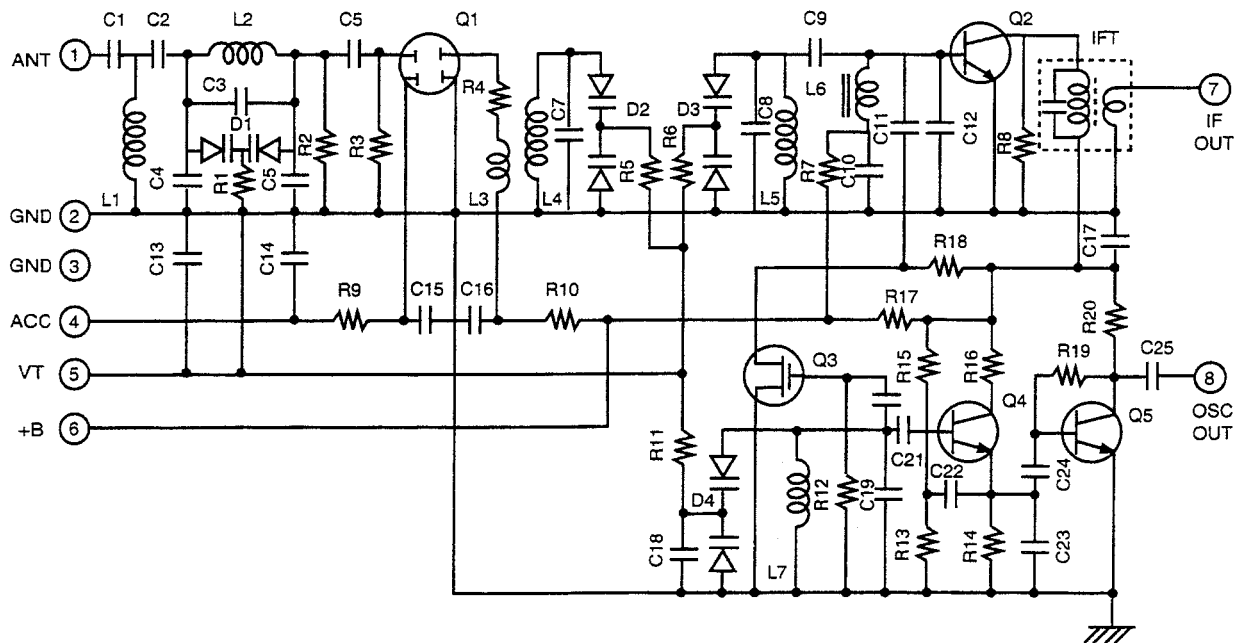 C1
C2
L2
C5
Q1
C9
Q2
IFT
ANT 1
C3
D1
R1
C4
C5
R2
R3
R4
L3
L4
C7
D2
R5
R6
D3
C8
L5
L6
R7
C10
C11
C12
R8
7
IF
OUT
L1
GND 2
GND 3
C13
C14
R18
C17
ACC 4
R9
C15
C16
R10
R17
R20
VT 5
Q3
R15
R16
R19
C25
8
OSC
OUT
+B 6
R11
C21
Q4
Q5
D4
R12
C19
C22
C24
C18
L7
R13
R14
C23